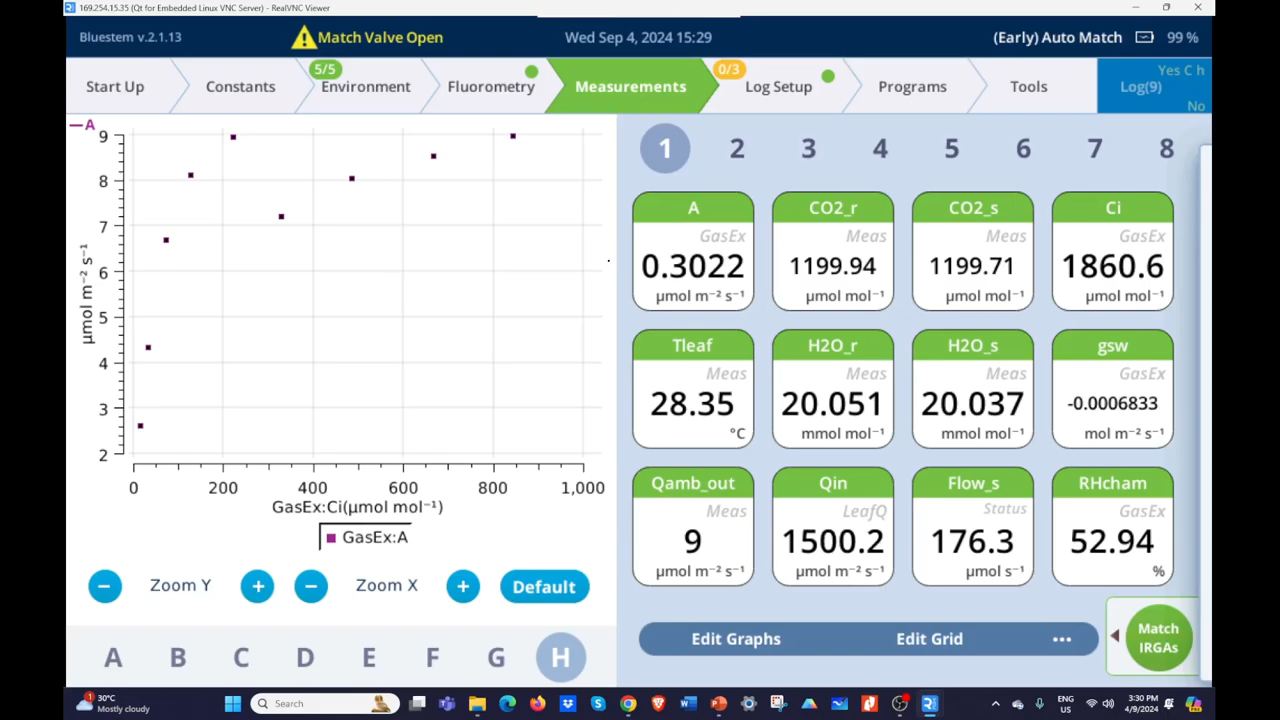 169.254.15.35 (Qt for Embedded Linux VNC Server) - RealVNC Viewer
Bluestem v.2.1.13
Match Valve Open
Wed Sep 4, 2024 15:29
(Early) Auto Match
99 %
Start Up
Constants
5/5
Environment
Fluorometry
Measurements
0/3
Log Setup
Programs
Tools
Yes C h
Log(9)
No
A
9
8
7
6
5
4
3
2
µmol m⁻² s⁻¹
0 200 400 600 800 1,000
GasEx:Ci(µmol mol⁻¹)
GasEx:A
− Zoom Y + − Zoom X + Default
A B C D E F G H
1 2 3 4 5 6 7 8
A CO2_r CO2_s Ci
GasEx Meas Meas GasEx
0.3022 1199.94 1199.71 1860.6
µmol m⁻² s⁻¹ µmol mol⁻¹ µmol mol⁻¹ µmol mol⁻¹
Tleaf H2O_r H2O_s gsw
Meas Meas Meas GasEx
28.35 20.051 20.037 -0.0006833
°C mmol mol⁻¹ mmol mol⁻¹ mol m⁻² s⁻¹
Qamb_out Qin Flow_s RHcham
Meas LeafQ Status GasEx
9 1500.2 176.3 52.94
µmol m⁻² s⁻¹ µmol m⁻² s⁻¹ µmol s⁻¹ %
Edit Graphs Edit Grid ...
Match
IRGAs
1
30°C
Mostly cloudy
Search
ENG
US
3:30 PM
4/9/2024